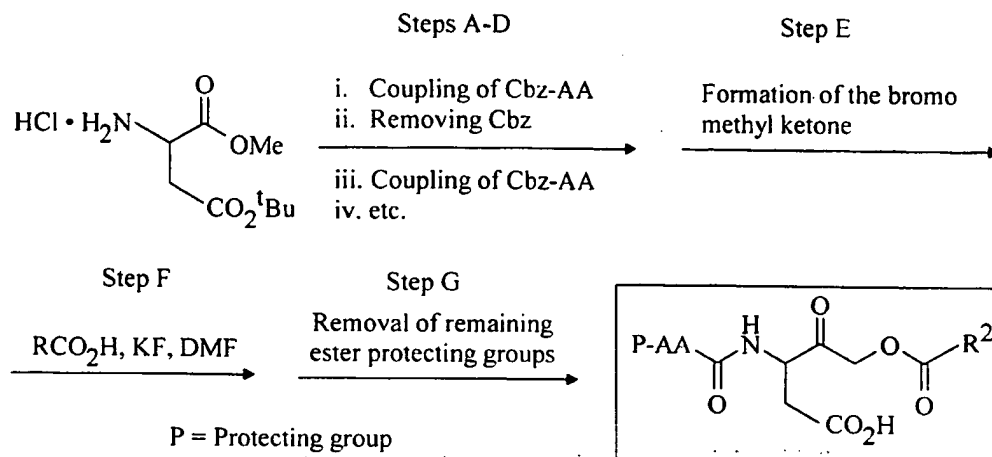 Steps A-D
Step E
i. Coupling of Cbz-AA
ii. Removing Cbz
iii. Coupling of Cbz-AA
iv. etc.
Formation of the bromo
methyl ketone
HCl • H₂N
O
OMe
CO₂ᵗBu
Step F
RCO₂H, KF, DMF
Step G
Removal of remaining
ester protecting groups
P = Protecting group
P-AA
H
N
O
O
O
R²
O
CO₂H